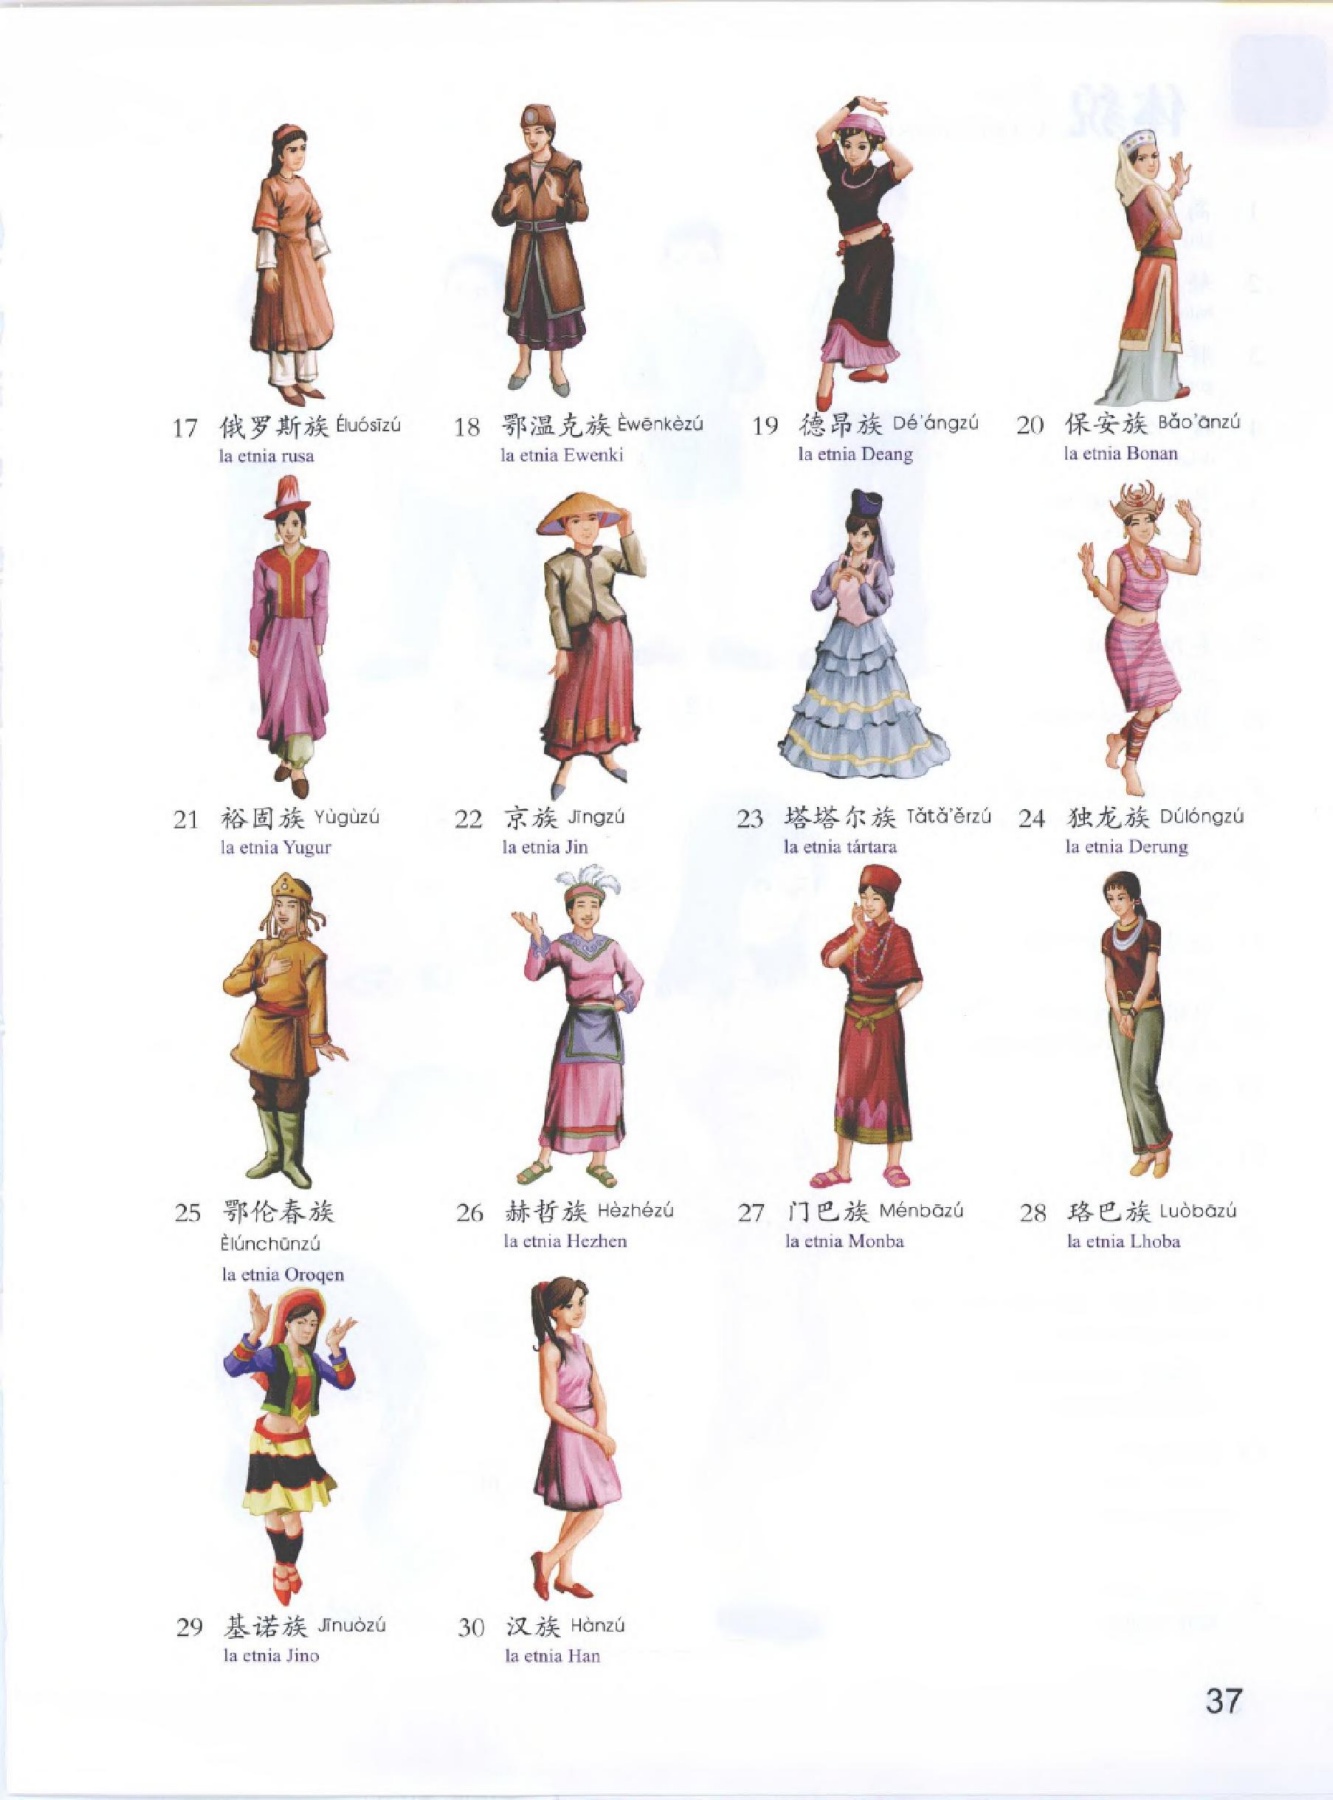 17 俄罗斯族 Éluósīzú
la etnia rusa
18 鄂温克族 Èwēnkèzú
la etnia Ewenki
19 德昂族 Dé'ángzú
la etnia Deang
20 保安族 Bǎo'ānzú
la etnia Bonan
21 裕固族 Yùgùzú
la etnia Yugur
22 京族 Jīngzú
la etnia Jin
23 塔塔尔族 Tǎtǎ'ěrzú
la etnia tártara
24 独龙族 Dúlóngzú
la etnia Derung
25 鄂伦春族
Èlúnchūnzú
la etnia Oroqen
26 赫哲族 Hèzhézú
la etnia Hezhen
27 门巴族 Ménbāzú
la etnia Monba
28 珞巴族 Luòbāzú
la etnia Lhoba
29 基诺族 Jīnuòzú
la etnia Jino
30 汉族 Hànzú
la etnia Han
37